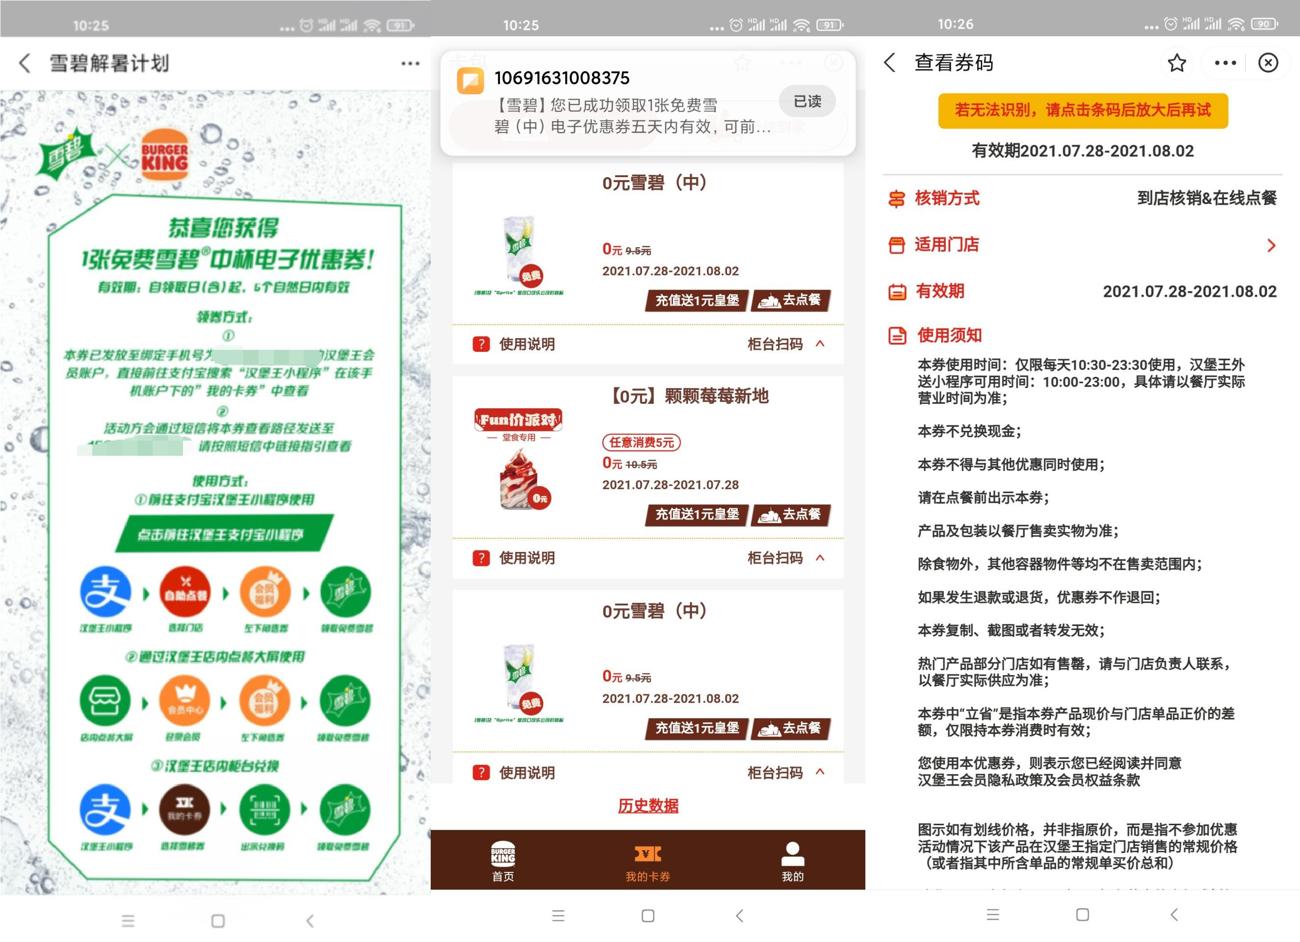 10:25
91
雪碧解暑计划
雪碧
BURGER KING
恭喜您获得
1张免费雪碧®中杯电子优惠券!
有效期：自领取日(含)起，5个自然日内有效
领券方式:
①
本券已发放至绑定手机号为
的汉堡王会
员账户，直接前往支付宝搜索“汉堡王小程序”在该手
机账户下的”我的卡券”中查看
②
活动方会通过短信将本券查看路径发送至
请按照短信中链接指引查看
使用方式:
①前往支付宝汉堡王小程序使用
点击前往汉堡王支付宝小程序
支
自助点餐
会员福利
雪碧
汉堡王小程序
选择门店
左下角选券
领取免费雪碧
②通过汉堡王店内点餐大屏使用
会员中心
会员福利
雪碧
店内点餐大屏
登录会员
左下角选券
领取免费雪碧
③汉堡王店内柜台兑换
支
我的卡券
雪碧
汉堡王小程序
选择雪碧券
出示兑换码
领取免费雪碧
10:25
91
10691631008375
【雪碧】您已成功领取1张免费雪
碧（中）电子优惠券五天内有效，可前...
已读
0元雪碧（中）
免费
0元 9.5元
2021.07.28-2021.08.02
充值送1元皇堡
去点餐
使用说明
柜台扫码
【0元】颗颗莓莓新地
Fun价派对
堂食专用
0元
任意消费5元
0元 10.5元
2021.07.28-2021.07.28
充值送1元皇堡
去点餐
使用说明
柜台扫码
0元雪碧（中）
免费
0元 9.5元
2021.07.28-2021.08.02
充值送1元皇堡
去点餐
使用说明
柜台扫码
历史数据
BURGER KING
首页
我的卡券
我的
10:26
90
查看券码
若无法识别，请点击条码后放大后再试
有效期2021.07.28-2021.08.02
核销方式
到店核销&在线点餐
适用门店
有效期
2021.07.28-2021.08.02
使用须知
本券使用时间：仅限每天10:30-23:30使用，汉堡王外
送小程序可用时间：10:00-23:00，具体请以餐厅实际
营业时间为准；
本券不兑换现金；
本券不得与其他优惠同时使用；
请在点餐前出示本券；
产品及包装以餐厅售卖实物为准；
除食物外，其他容器物件等均不在售卖范围内；
如果发生退款或退货，优惠券不作退回；
本券复制、截图或者转发无效；
热门产品部分门店如有售罄，请与门店负责人联系，
以餐厅实际供应为准；
本券中“立省”是指本券产品现价与门店单品正价的差
额，仅限持本券消费时有效；
您使用本优惠券，则表示您已经阅读并同意
汉堡王会员隐私政策及会员权益条款
图示如有划线价格，并非指原价，而是指不参加优惠
活动情况下该产品在汉堡王指定门店销售的常规价格
（或者指其中所含单品的常规单买价总和）